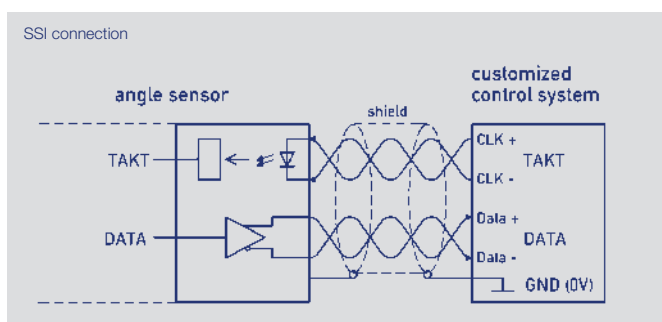 SSI connection
angle sensor
customized
control system
shield
TAKT
CLK +
TAKT
CLK -
DATA
Data +
DATA
Data -
GND (0V)